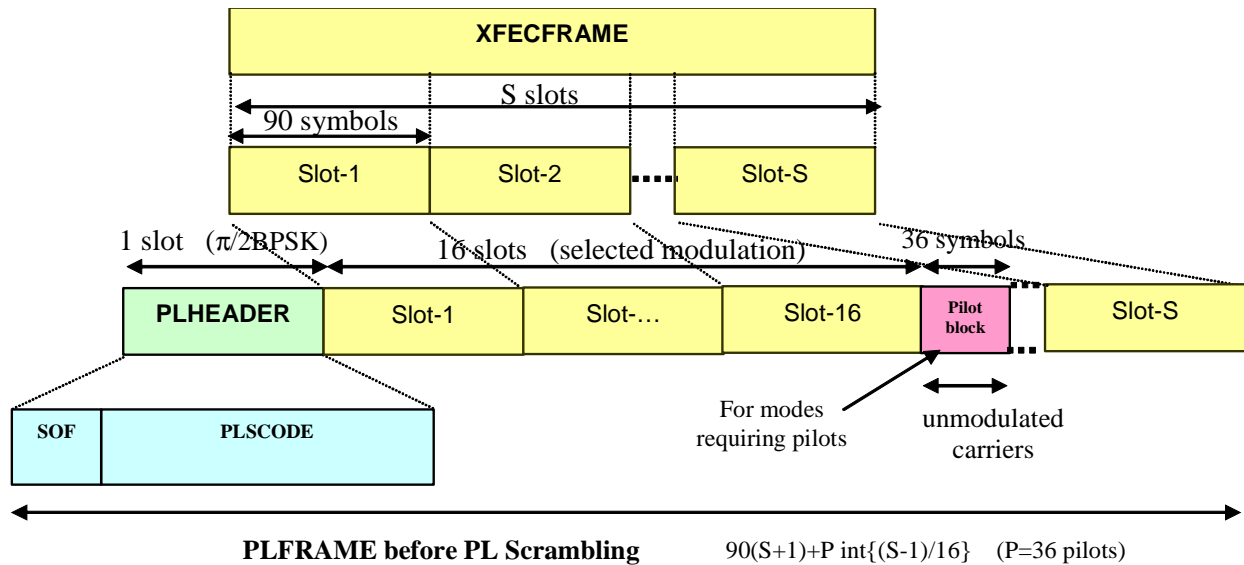 XFECFRAME
S slots
90 symbols
Slot-1
Slot-2
Slot-S
1 slot (π/2BPSK)
16 slots (selected modulation)
36 symbols
PLHEADER
Slot-1
Slot-...
Slot-16
Pilot
block
Slot-S
For modes
requiring pilots
unmodulated
carriers
SOF
PLSCODE
PLFRAME before PL Scrambling
90(S+1)+P int{(S-1)/16} (P=36 pilots)